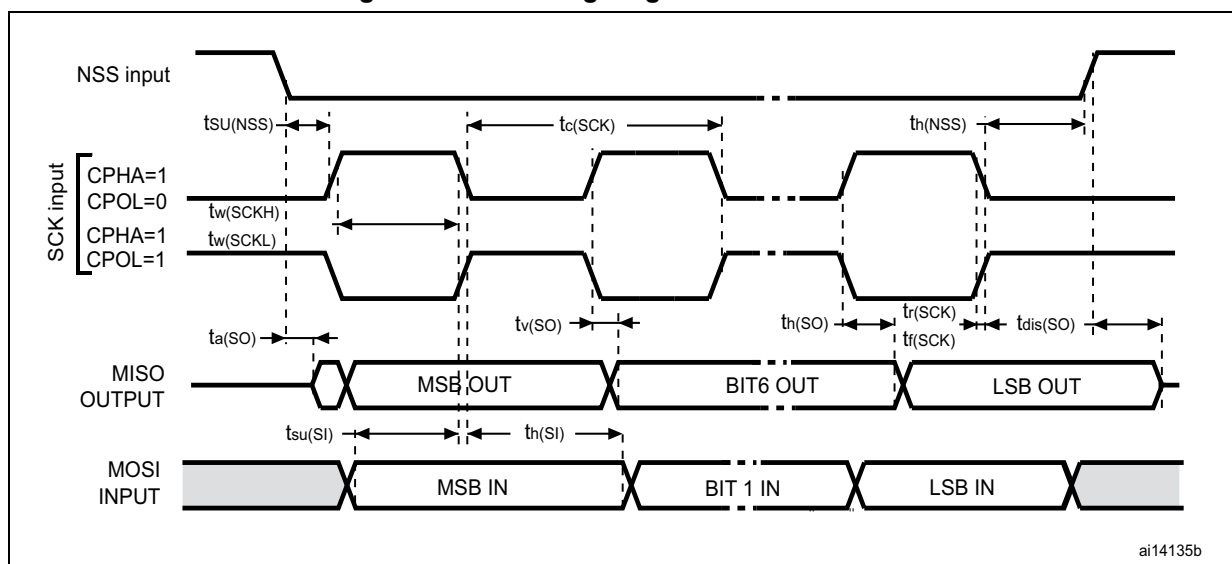 NSS input
tSU(NSS)
tc(SCK)
th(NSS)
SCK input
CPHA=1
CPOL=0
tw(SCKH)
CPHA=1
tw(SCKL)
CPOL=1
ta(SO)
tv(SO)
th(SO)
tr(SCK)
tf(SCK)
tdis(SO)
MISO
OUTPUT
MSB OUT
BIT6 OUT
LSB OUT
tsu(SI)
th(SI)
MOSI
INPUT
MSB IN
BIT 1 IN
LSB IN
ai14135b